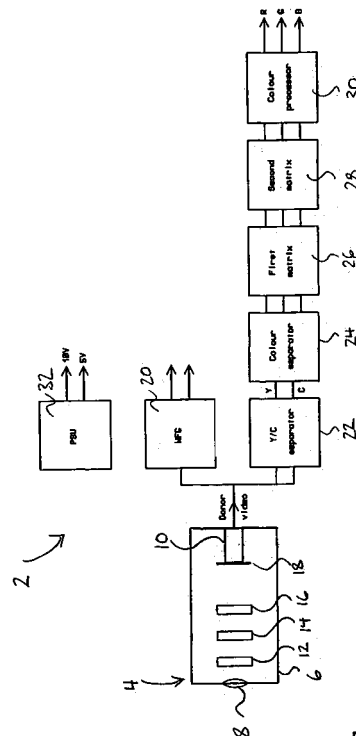 2
32
PSU
10V
5V
20
WFG
4
10
Donor
video
8
6
12
14
16
18
Y/C
separator
Y
C
Colour
separator
First
matrix
Second
matrix
Colour
processor
R
G
B
22
24
26
28
30